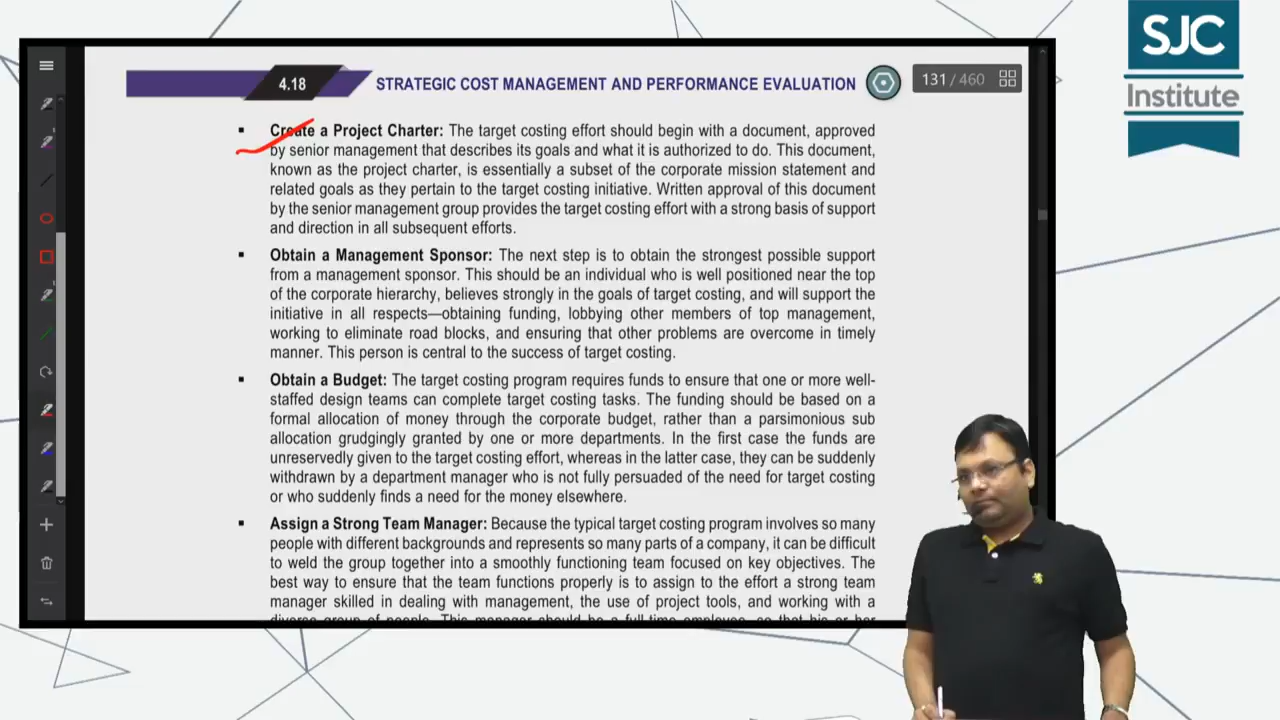 SJC
Institute
4.18
STRATEGIC COST MANAGEMENT AND PERFORMANCE EVALUATION
131 / 460
▪ Create a Project Charter: The target costing effort should begin with a document, approved
by senior management that describes its goals and what it is authorized to do. This document,
known as the project charter, is essentially a subset of the corporate mission statement and
related goals as they pertain to the target costing initiative. Written approval of this document
by the senior management group provides the target costing effort with a strong basis of support
and direction in all subsequent efforts.
▪ Obtain a Management Sponsor: The next step is to obtain the strongest possible support
from a management sponsor. This should be an individual who is well positioned near the top
of the corporate hierarchy, believes strongly in the goals of target costing, and will support the
initiative in all respects—obtaining funding, lobbying other members of top management,
working to eliminate road blocks, and ensuring that other problems are overcome in timely
manner. This person is central to the success of target costing.
▪ Obtain a Budget: The target costing program requires funds to ensure that one or more well-
staffed design teams can complete target costing tasks. The funding should be based on a
formal allocation of money through the corporate budget, rather than a parsimonious sub
allocation grudgingly granted by one or more departments. In the first case the funds are
unreservedly given to the target costing effort, whereas in the latter case, they can be suddenly
withdrawn by a department manager who is not fully persuaded of the need for target costing
or who suddenly finds a need for the money elsewhere.
▪ Assign a Strong Team Manager: Because the typical target costing program involves so many
people with different backgrounds and represents so many parts of a company, it can be difficult
to weld the group together into a smoothly functioning team focused on key objectives. The
best way to ensure that the team functions properly is to assign to the effort a strong team
manager skilled in dealing with management, the use of project tools, and working with a
diverse group of people. This manager should be a full-time employee, so that his or her